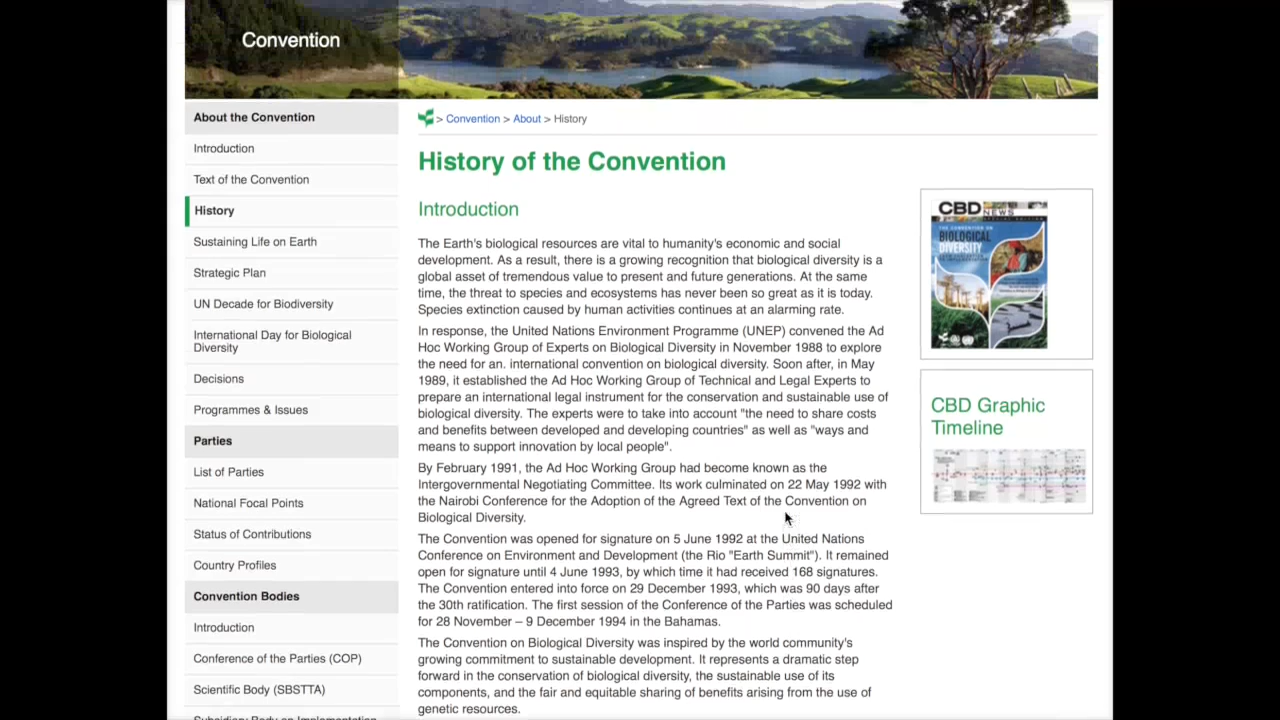 Convention
About the Convention
Introduction
Text of the Convention
History
Sustaining Life on Earth
Strategic Plan
UN Decade for Biodiversity
International Day for Biological
Diversity
Decisions
Programmes & Issues
Parties
List of Parties
National Focal Points
Status of Contributions
Country Profiles
Convention Bodies
Introduction
Conference of the Parties (COP)
Scientific Body (SBSTTA)
Subsidiary Body on Implementation
> Convention > About > History
History of the Convention
Introduction
The Earth's biological resources are vital to humanity's economic and social
development. As a result, there is a growing recognition that biological diversity is a
global asset of tremendous value to present and future generations. At the same
time, the threat to species and ecosystems has never been so great as it is today.
Species extinction caused by human activities continues at an alarming rate.
In response, the United Nations Environment Programme (UNEP) convened the Ad
Hoc Working Group of Experts on Biological Diversity in November 1988 to explore
the need for an. international convention on biological diversity. Soon after, in May
1989, it established the Ad Hoc Working Group of Technical and Legal Experts to
prepare an international legal instrument for the conservation and sustainable use of
biological diversity. The experts were to take into account "the need to share costs
and benefits between developed and developing countries" as well as "ways and
means to support innovation by local people".
By February 1991, the Ad Hoc Working Group had become known as the
Intergovernmental Negotiating Committee. Its work culminated on 22 May 1992 with
the Nairobi Conference for the Adoption of the Agreed Text of the Convention on
Biological Diversity.
The Convention was opened for signature on 5 June 1992 at the United Nations
Conference on Environment and Development (the Rio "Earth Summit"). It remained
open for signature until 4 June 1993, by which time it had received 168 signatures.
The Convention entered into force on 29 December 1993, which was 90 days after
the 30th ratification. The first session of the Conference of the Parties was scheduled
for 28 November – 9 December 1994 in the Bahamas.
The Convention on Biological Diversity was inspired by the world community's
growing commitment to sustainable development. It represents a dramatic step
forward in the conservation of biological diversity, the sustainable use of its
components, and the fair and equitable sharing of benefits arising from the use of
genetic resources.
CBD NEWS
SPECIAL EDITION
THE CONVENTION ON
BIOLOGICAL
DIVERSITY
CBD Graphic
Timeline